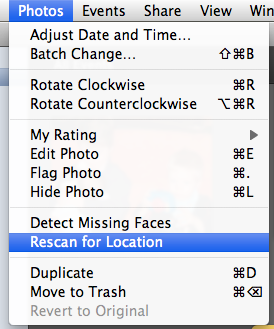 Photos Events Share View
Adjust Date and Time...
Batch Change... ⇧⌘B
Rotate Clockwise ⌘R
Rotate Counterclockwise ⌥⌘R
My Rating ▶
Edit Photo ⌘E
Flag Photo ⌘.
Hide Photo ⌘L
Detect Missing Faces
Rescan for Location
Duplicate ⌘D
Move to Trash ⌘⌫
Revert to Original